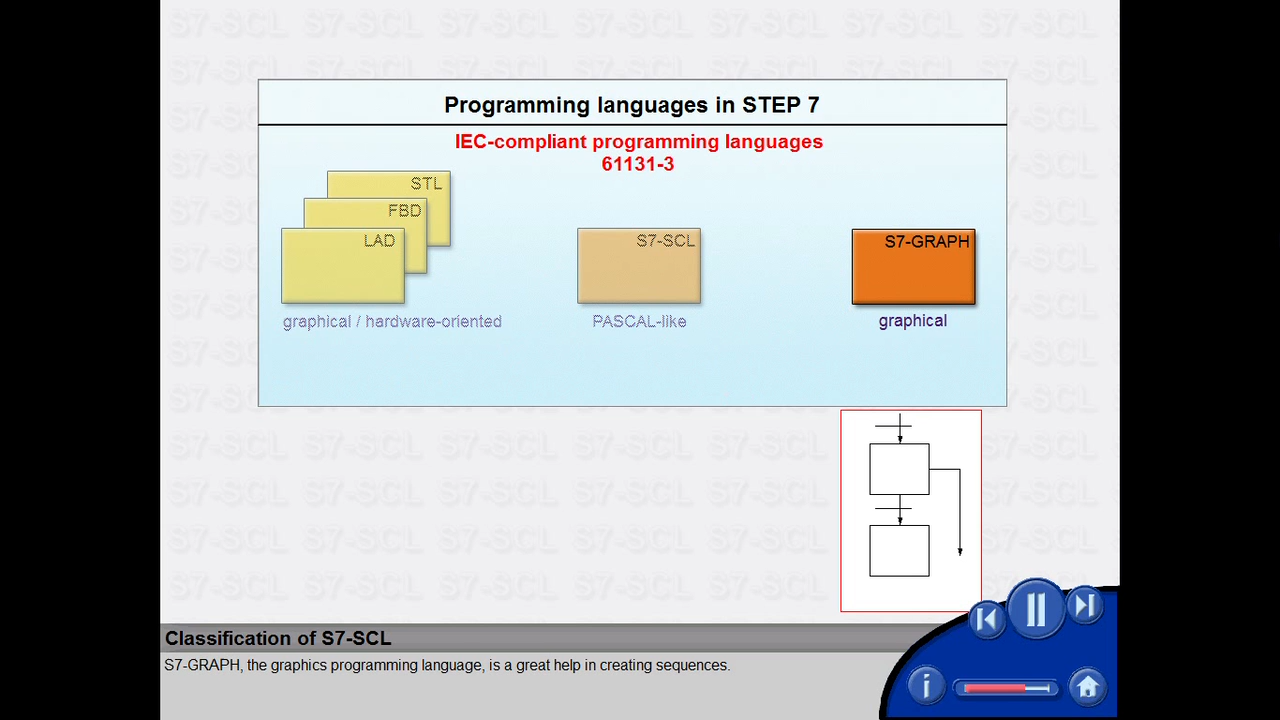 Programming languages in STEP 7
IEC-compliant programming languages
61131-3
STL
FBD
LAD
S7-SCL
S7-GRAPH
graphical / hardware-oriented
PASCAL-like
graphical
Classification of S7-SCL
S7-GRAPH, the graphics programming language, is a great help in creating sequences.
i